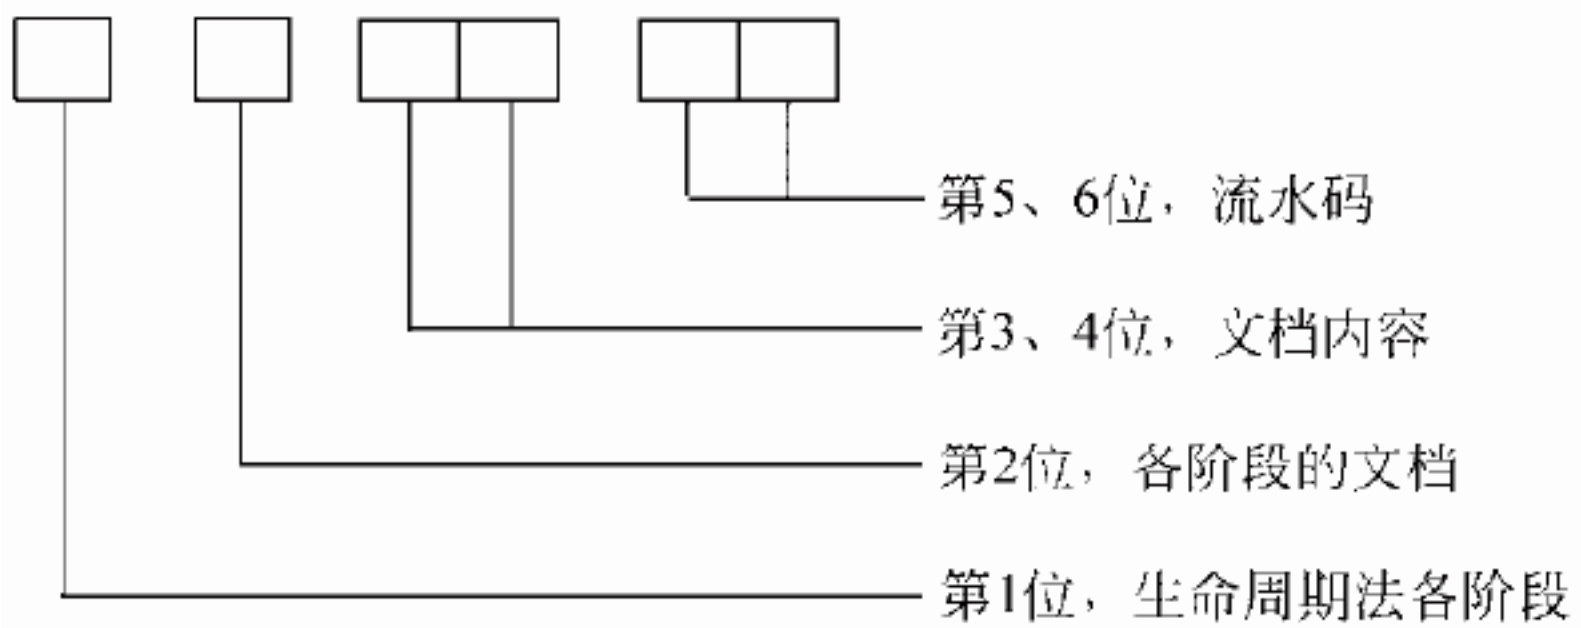 第5、6位，流水码
第3、4位，文档内容
第2位，各阶段的文档
第1位，生命周期法各阶段